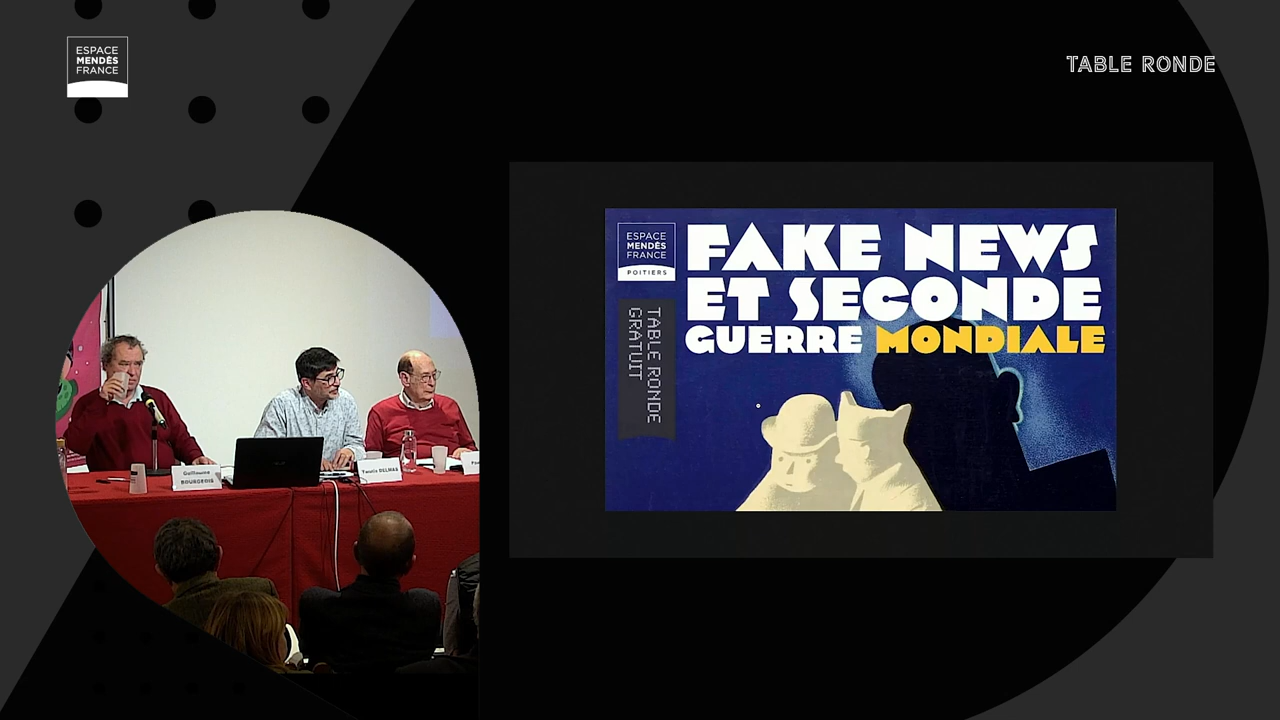 ESPACE
MENDÈS
FRANCE
TABLE RONDE
ESPACE
MENDÈS
FRANCE
POITIERS
FAKE NEWS
ET SECONDE
GUERRE MONDIALE
TABLE RONDE
GRATUIT
Guillaume
BOURGEOIS
Yannis DELMAS